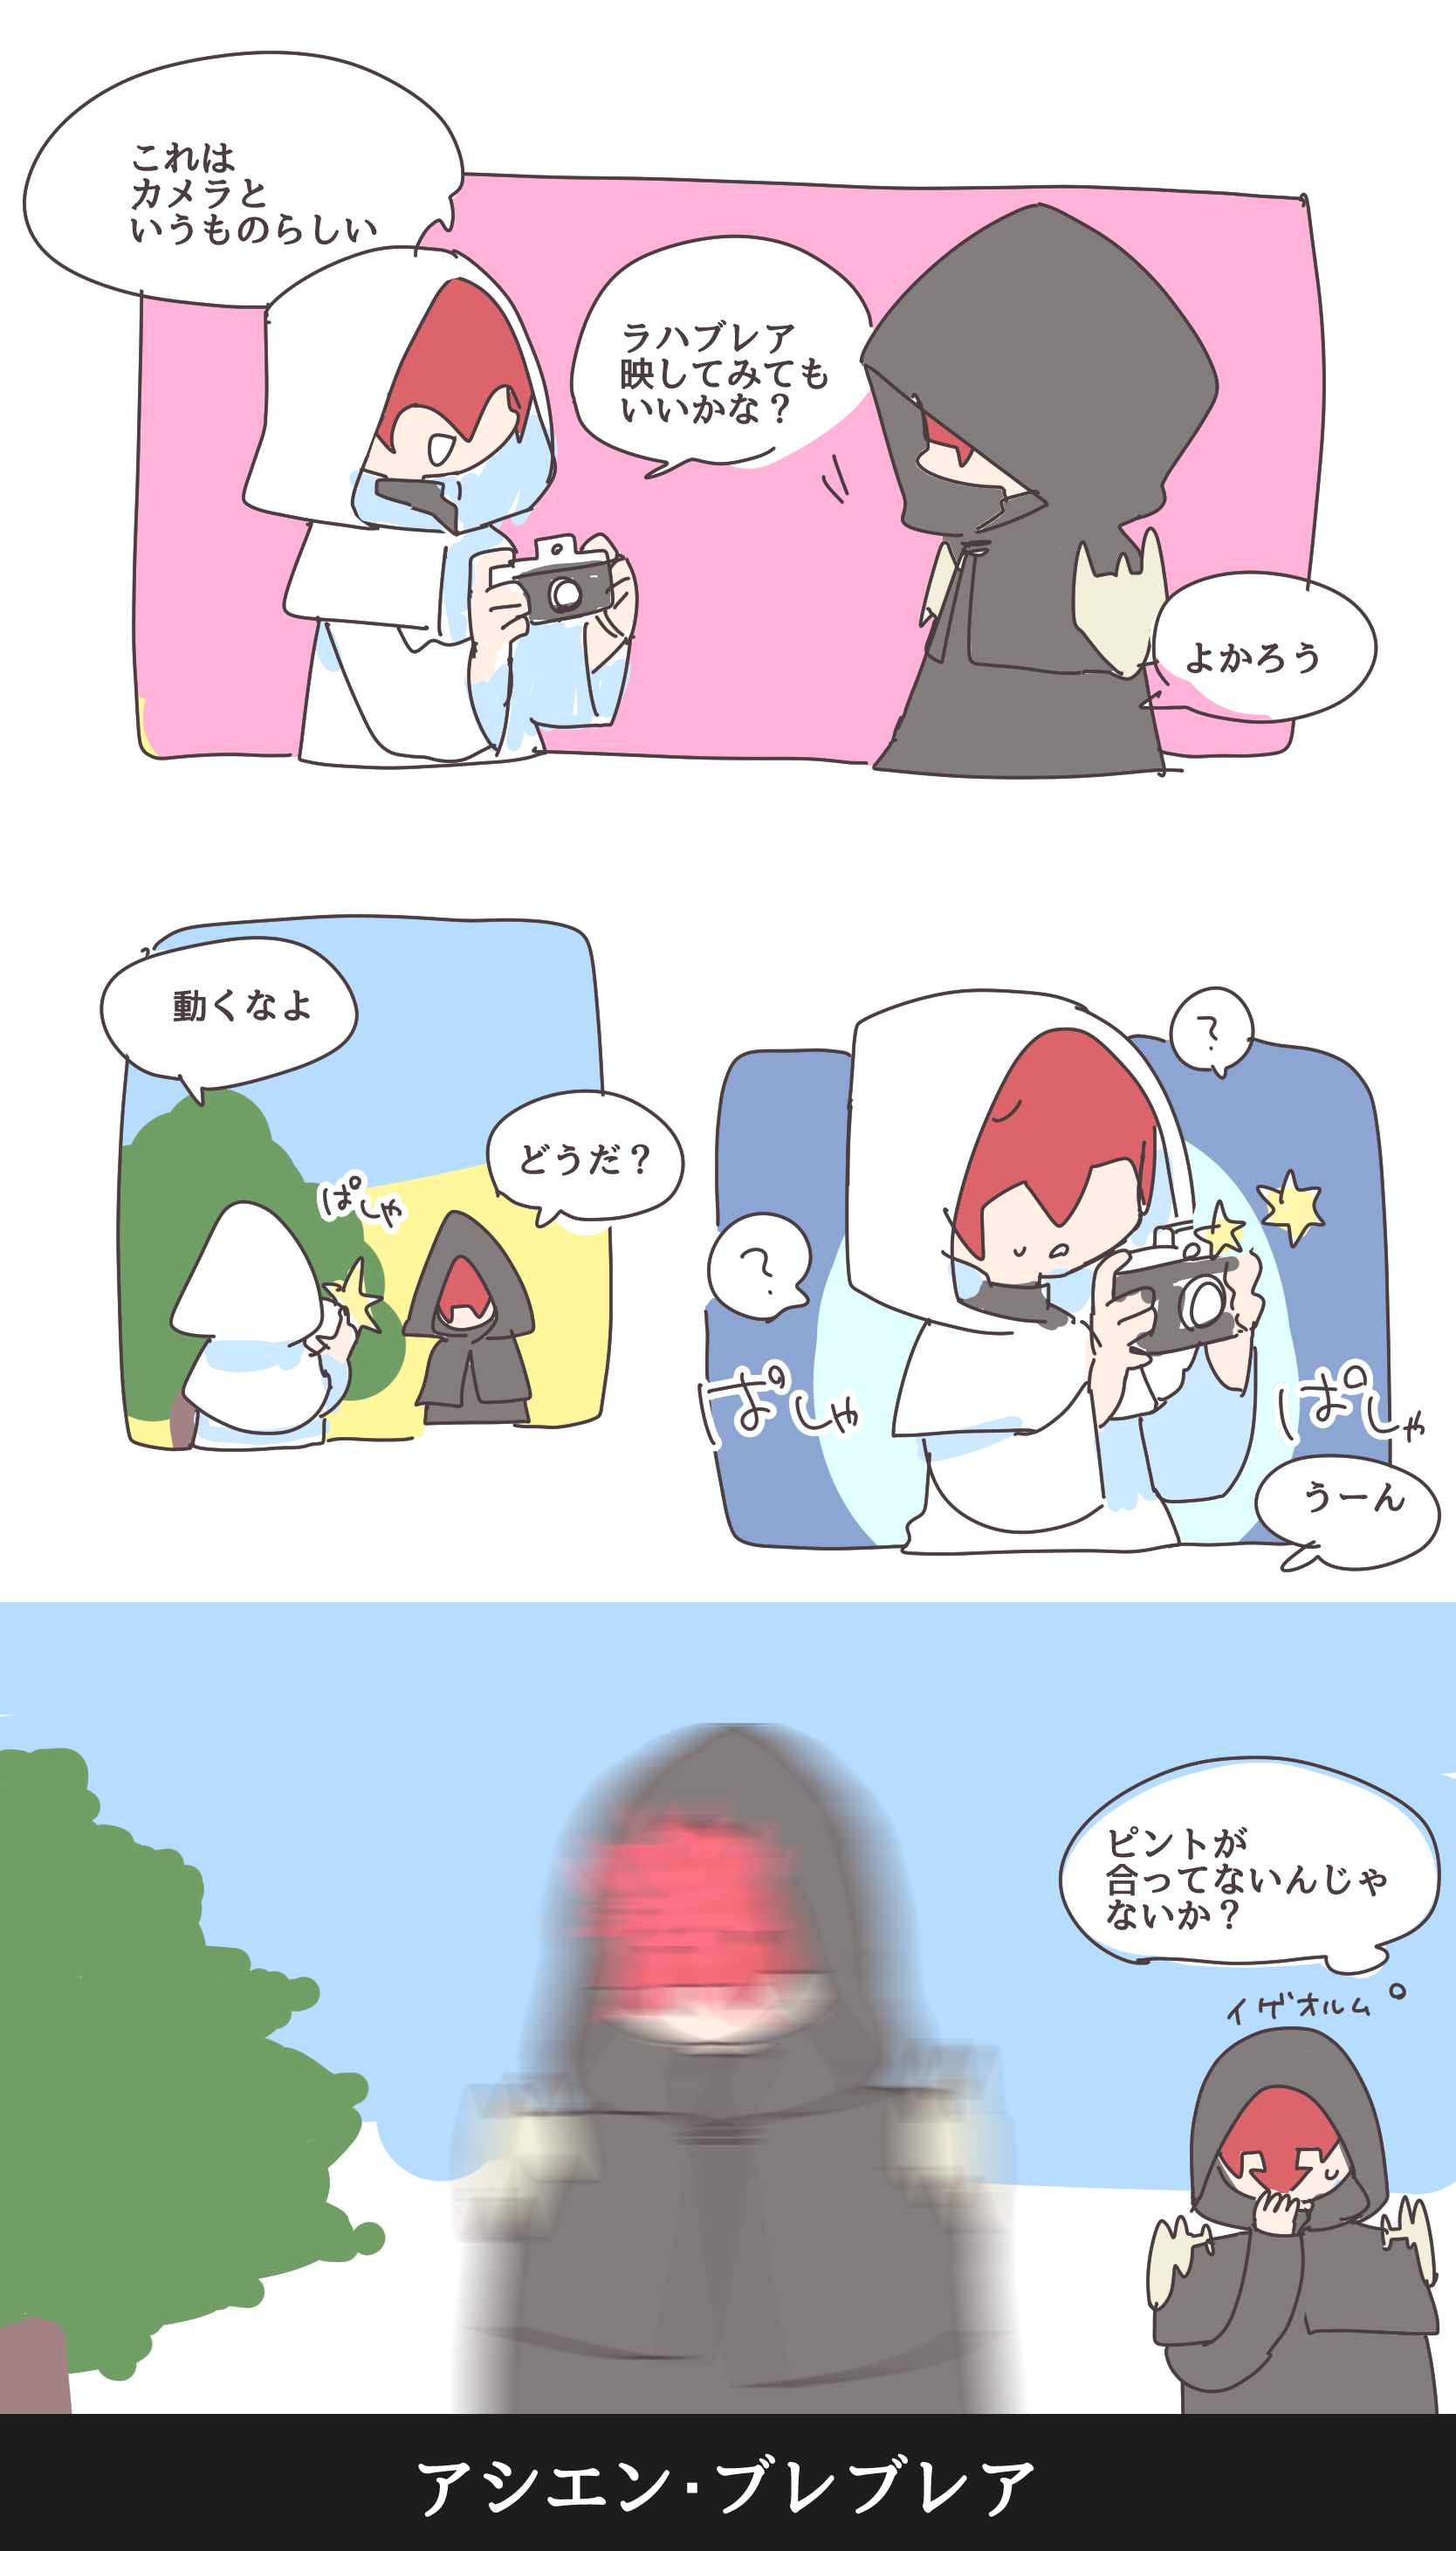 これは
カメラと
いうものらしい
ラハブレア
映してみても
いいかな？
よかろう
動くなよ
ぱしゃ
どうだ？
？
？
ぱしゃ
ぱしゃ
うーん
ピントが
合ってないんじゃ
ないか？
イゲオルム
アシエン・ブレブレア